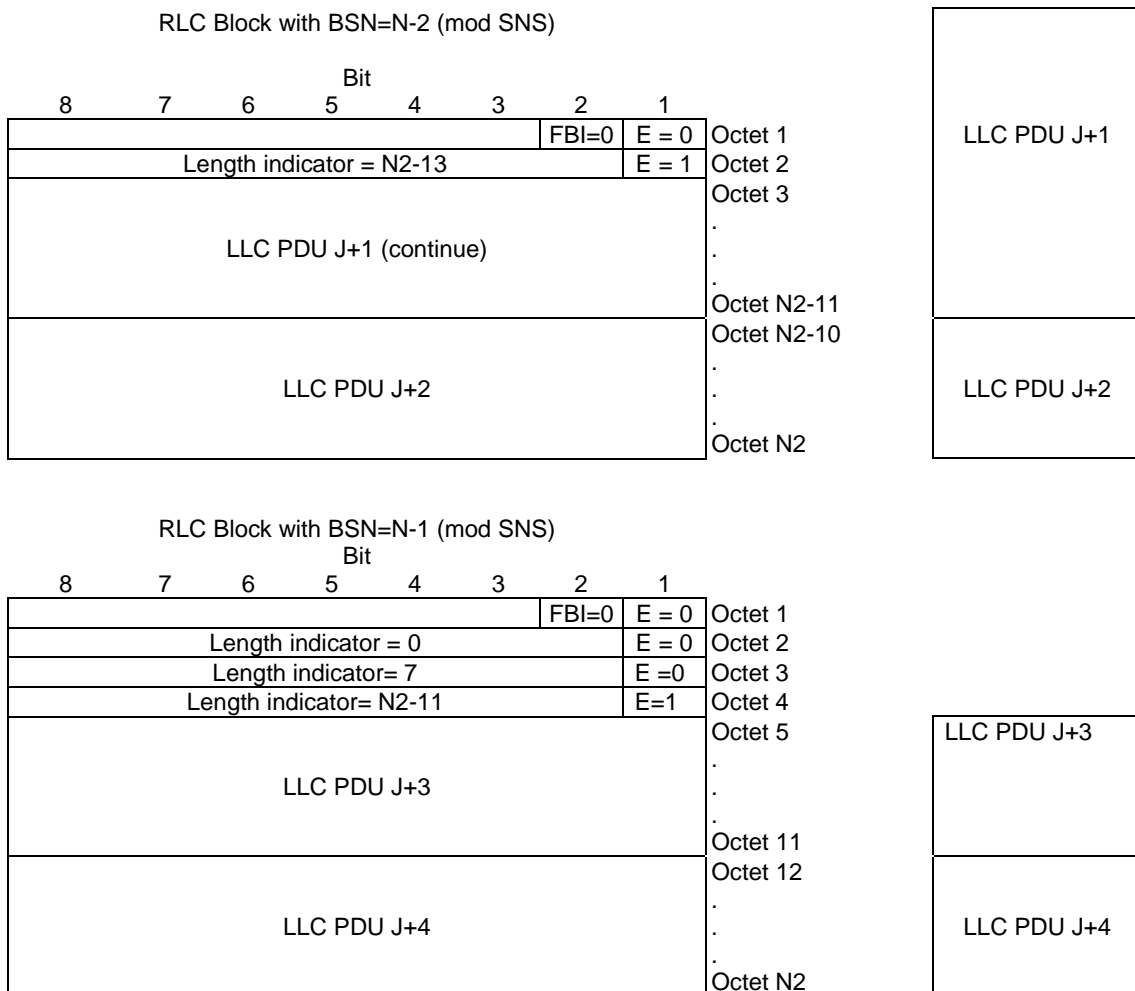 RLC Block with BSN=N-2 (mod SNS)
Bit
8 7 6 5 4 3 2 1
FBI=0 E = 0 Octet 1 LLC PDU J+1
Length indicator = N2-13 E = 1 Octet 2
Octet 3
.
LLC PDU J+1 (continue) .
.
Octet N2-11
Octet N2-10
.
LLC PDU J+2 . LLC PDU J+2
.
Octet N2
RLC Block with BSN=N-1 (mod SNS)
Bit
8 7 6 5 4 3 2 1
FBI=0 E = 0 Octet 1
Length indicator = 0 E = 0 Octet 2
Length indicator= 7 E =0 Octet 3
Length indicator= N2-11 E=1 Octet 4
Octet 5 LLC PDU J+3
.
LLC PDU J+3 .
.
Octet 11
Octet 12
.
LLC PDU J+4 . LLC PDU J+4
.
Octet N2